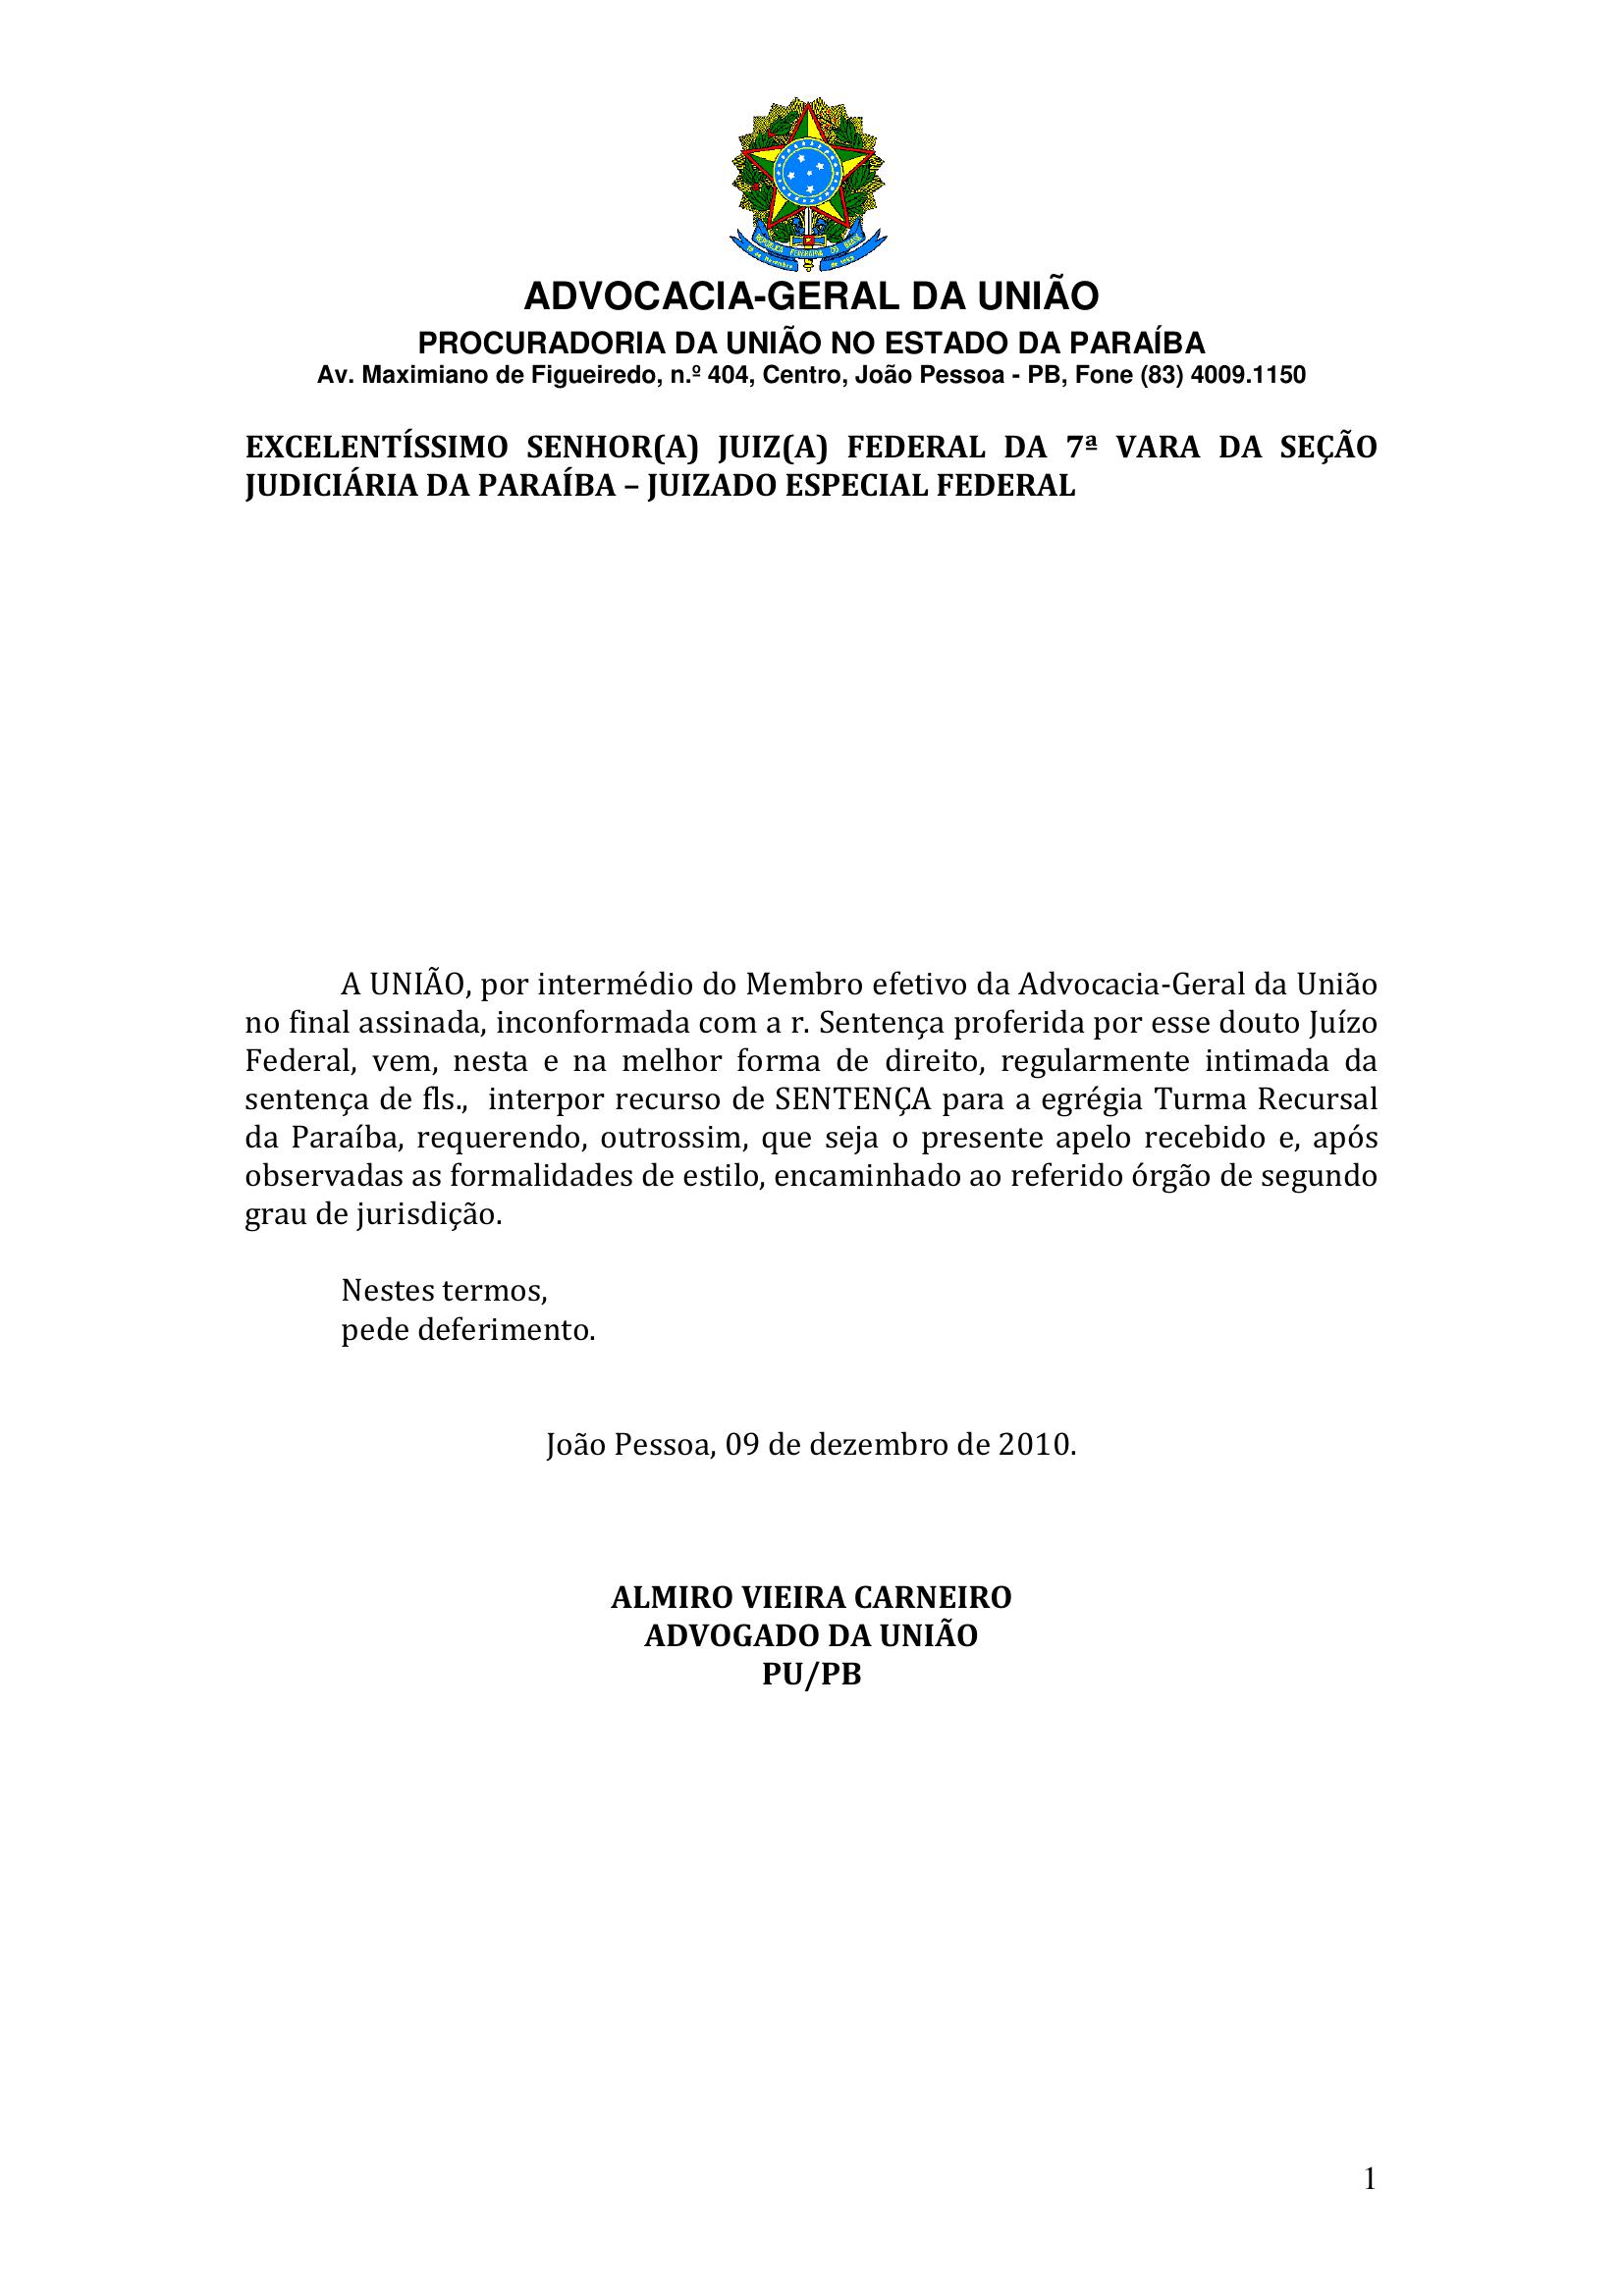 ADVOCACIA-GERAL DA UNIÃO
PROCURADORIA DA UNIÃO NO ESTADO DA PARAÍBA
Av. Maximiano de Figueiredo, n.º 404, Centro, João Pessoa - PB, Fone (83) 4009.1150
EXCELENTÍSSIMO SENHOR(A) JUIZ(A) FEDERAL DA 7ª VARA DA SEÇÃO
JUDICIÁRIA DA PARAÍBA – JUIZADO ESPECIAL FEDERAL
A UNIÃO, por intermédio do Membro efetivo da Advocacia-Geral da União
no final assinada, inconformada com a r. Sentença proferida por esse douto Juízo
Federal, vem, nesta e na melhor forma de direito, regularmente intimada da
sentença de fls., interpor recurso de SENTENÇA para a egrégia Turma Recursal
da Paraíba, requerendo, outrossim, que seja o presente apelo recebido e, após
observadas as formalidades de estilo, encaminhado ao referido órgão de segundo
grau de jurisdição.
Nestes termos,
pede deferimento.
João Pessoa, 09 de dezembro de 2010.
ALMIRO VIEIRA CARNEIRO
ADVOGADO DA UNIÃO
PU/PB
1